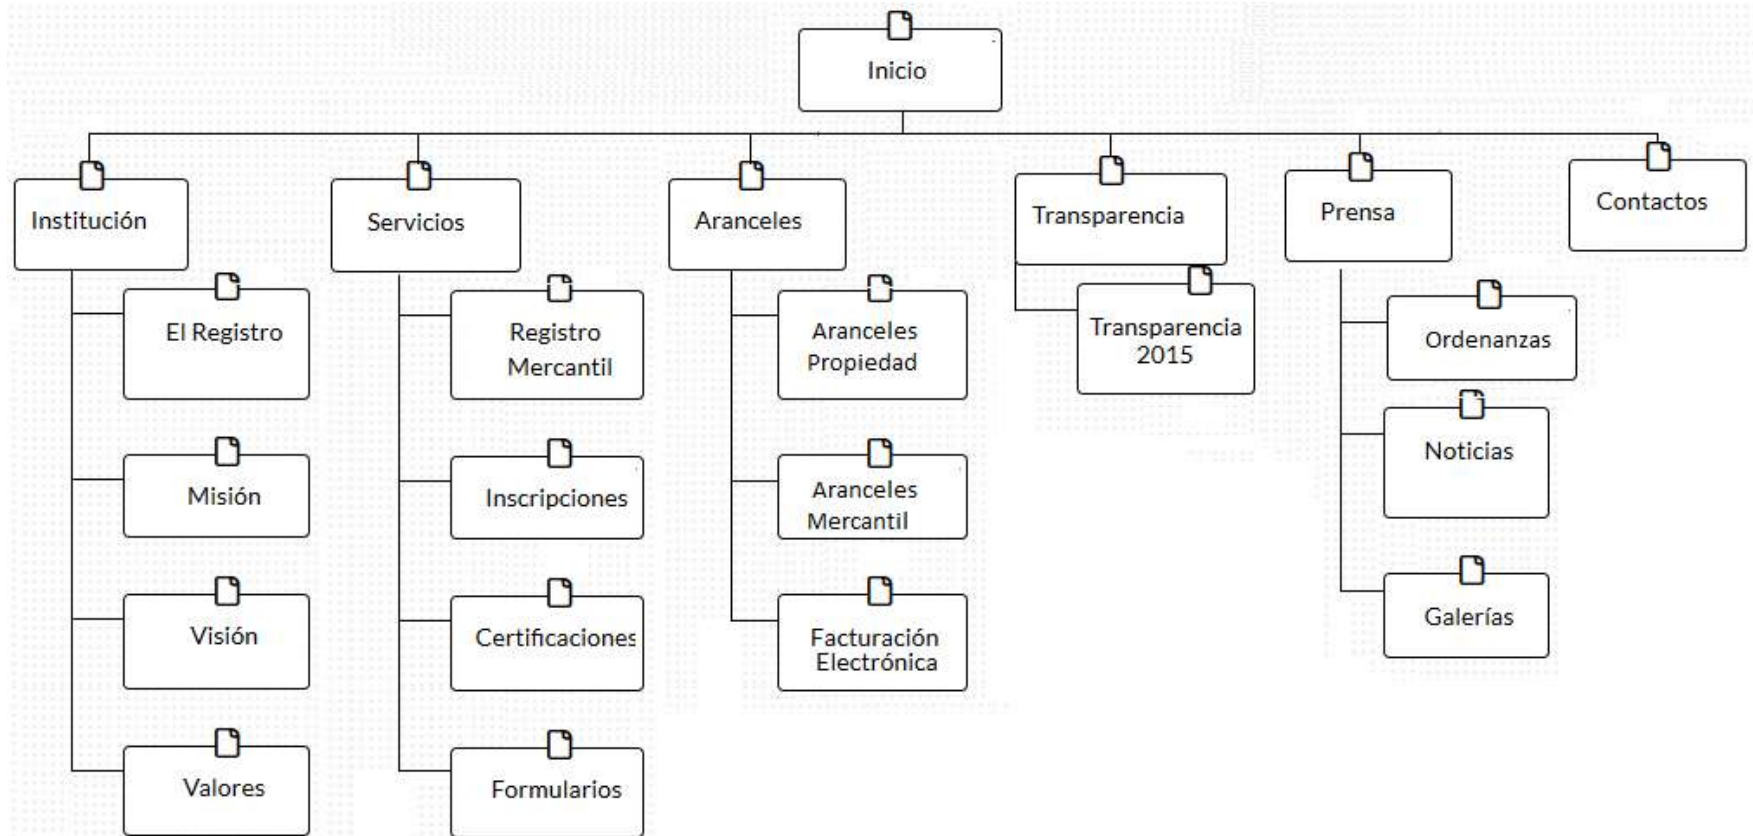 Inicio
Institución
Servicios
Aranceles
Transparencia
Prensa
Contactos
El Registro
Misión
Visión
Valores
Registro
Mercantil
Inscripciones
Certificaciones
Formularios
Aranceles
Propiedad
Aranceles
Mercantil
Facturación
Electrónica
Transparencia
2015
Ordenanzas
Noticias
Galerías